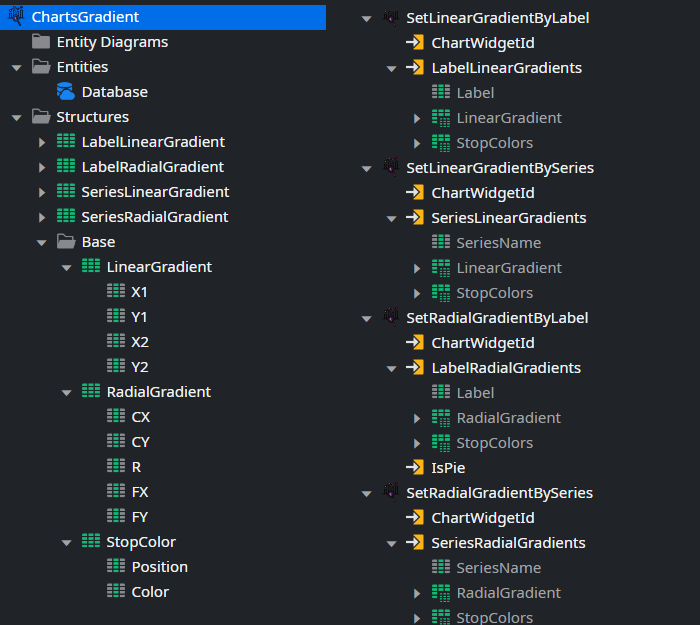 ChartsGradient
Entity Diagrams
Entities
Database
Structures
LabelLinearGradient
LabelRadialGradient
SeriesLinearGradient
SeriesRadialGradient
Base
LinearGradient
X1
Y1
X2
Y2
RadialGradient
CX
CY
R
FX
FY
StopColor
Position
Color
SetLinearGradientByLabel
ChartWidgetId
LabelLinearGradients
Label
LinearGradient
StopColors
SetLinearGradientBySeries
ChartWidgetId
SeriesLinearGradients
SeriesName
LinearGradient
StopColors
SetRadialGradientByLabel
ChartWidgetId
LabelRadialGradients
Label
RadialGradient
StopColors
IsPie
SetRadialGradientBySeries
ChartWidgetId
SeriesRadialGradients
SeriesName
RadialGradient
StopColors